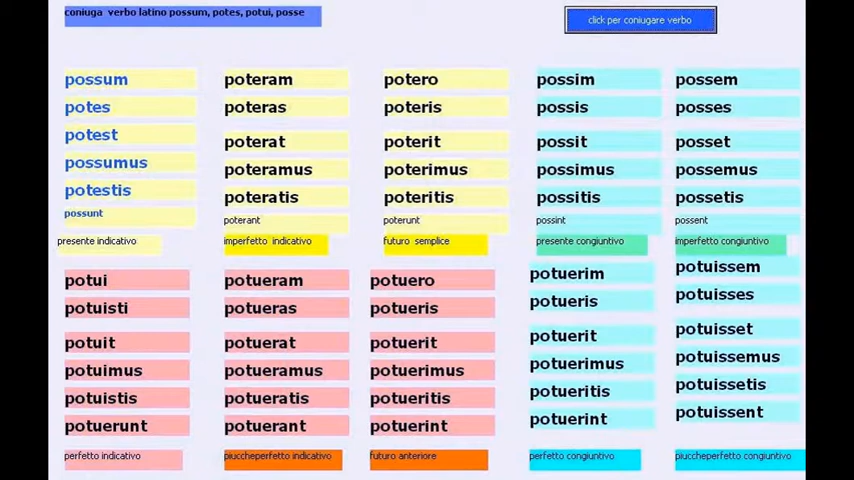 coniuga verbo latino possum, potes, potui, posse
click per coniugare verbo
possum
potes
potest
possumus
potestis
possunt
presente indicativo
poteram
poteras
poterat
poteramus
poteratis
poterant
imperfetto indicativo
potero
poteris
poterit
poterimus
poteritis
poterunt
futuro semplice
possim
possis
possit
possimus
possitis
possint
presente congiuntivo
possem
posses
posset
possemus
possetis
possent
imperfetto congiuntivo
potui
potuisti
potuit
potuimus
potuistis
potuerunt
perfetto indicativo
potueram
potueras
potuerat
potueramus
potueratis
potuerant
piuccheperfetto indicativo
potuero
potueris
potuerit
potuerimus
potueritis
potuerint
futuro anteriore
potuerim
potueris
potuerit
potuerimus
potueritis
potuerint
perfetto congiuntivo
potuissem
potuisses
potuisset
potuissemus
potuissetis
potuissent
piuccheperfetto congiuntivo